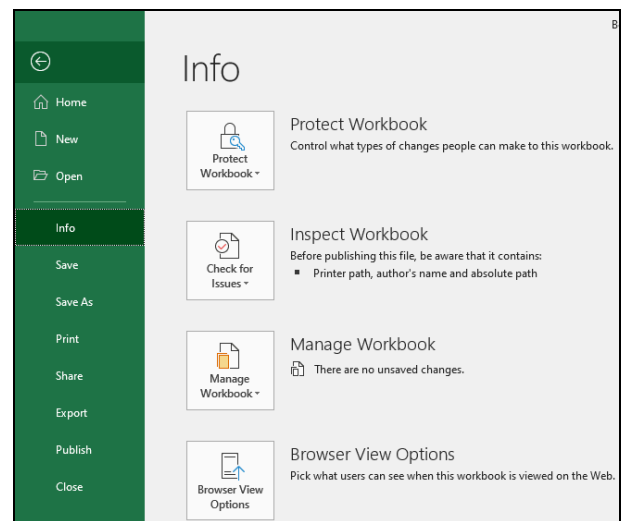 B
Info
Home
New
Open
Info
Save
Save As
Print
Share
Export
Publish
Close
Protect
Workbook
Protect Workbook
Control what types of changes people can make to this workbook.
Check for
Issues
Inspect Workbook
Before publishing this file, be aware that it contains:
Printer path, author's name and absolute path
Manage
Workbook
Manage Workbook
There are no unsaved changes.
Browser View
Options
Browser View Options
Pick what users can see when this workbook is viewed on the Web.